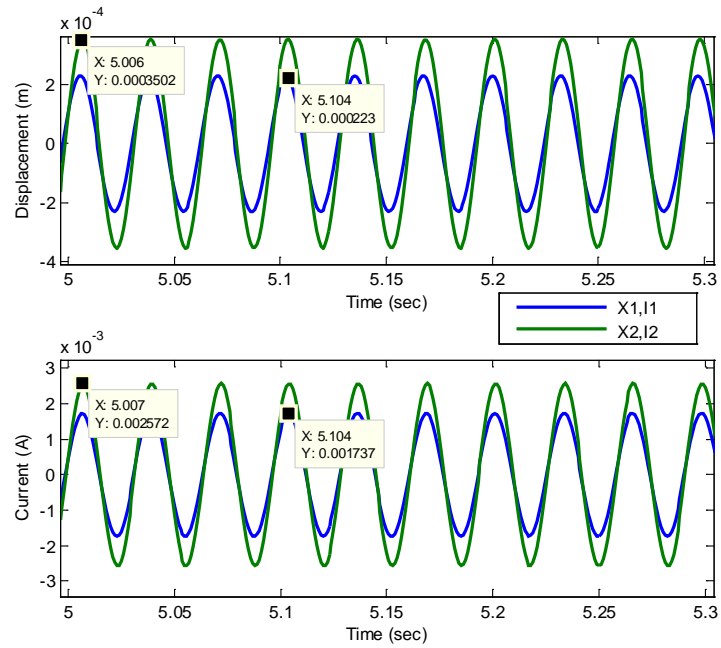 x 10⁻⁴
2
0
-2
-4
Displacement (m)
X: 5.006
Y: 0.0003502
X: 5.104
Y: 0.000223
5
5.05
5.1
5.15
5.2
5.25
5.3
Time (sec)
X1,I1
X2,I2
x 10⁻³
3
2
1
0
-1
-2
-3
Current (A)
X: 5.007
Y: 0.002572
X: 5.104
Y: 0.001737
5
5.05
5.1
5.15
5.2
5.25
5.3
Time (sec)